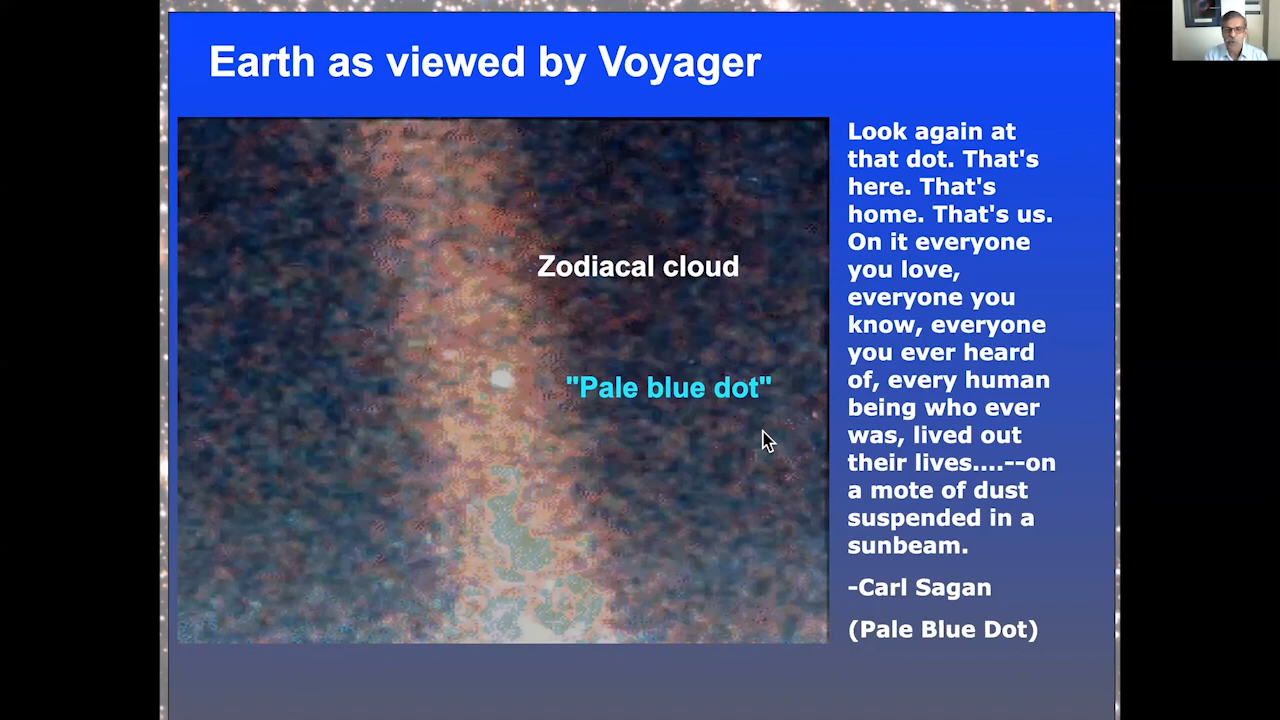 Earth as viewed by Voyager
Zodiacal cloud
"Pale blue dot"
Look again at
that dot. That's
here. That's
home. That's us.
On it everyone
you love,
everyone you
know, everyone
you ever heard
of, every human
being who ever
was, lived out
their lives....--on
a mote of dust
suspended in a
sunbeam.
-Carl Sagan
(Pale Blue Dot)